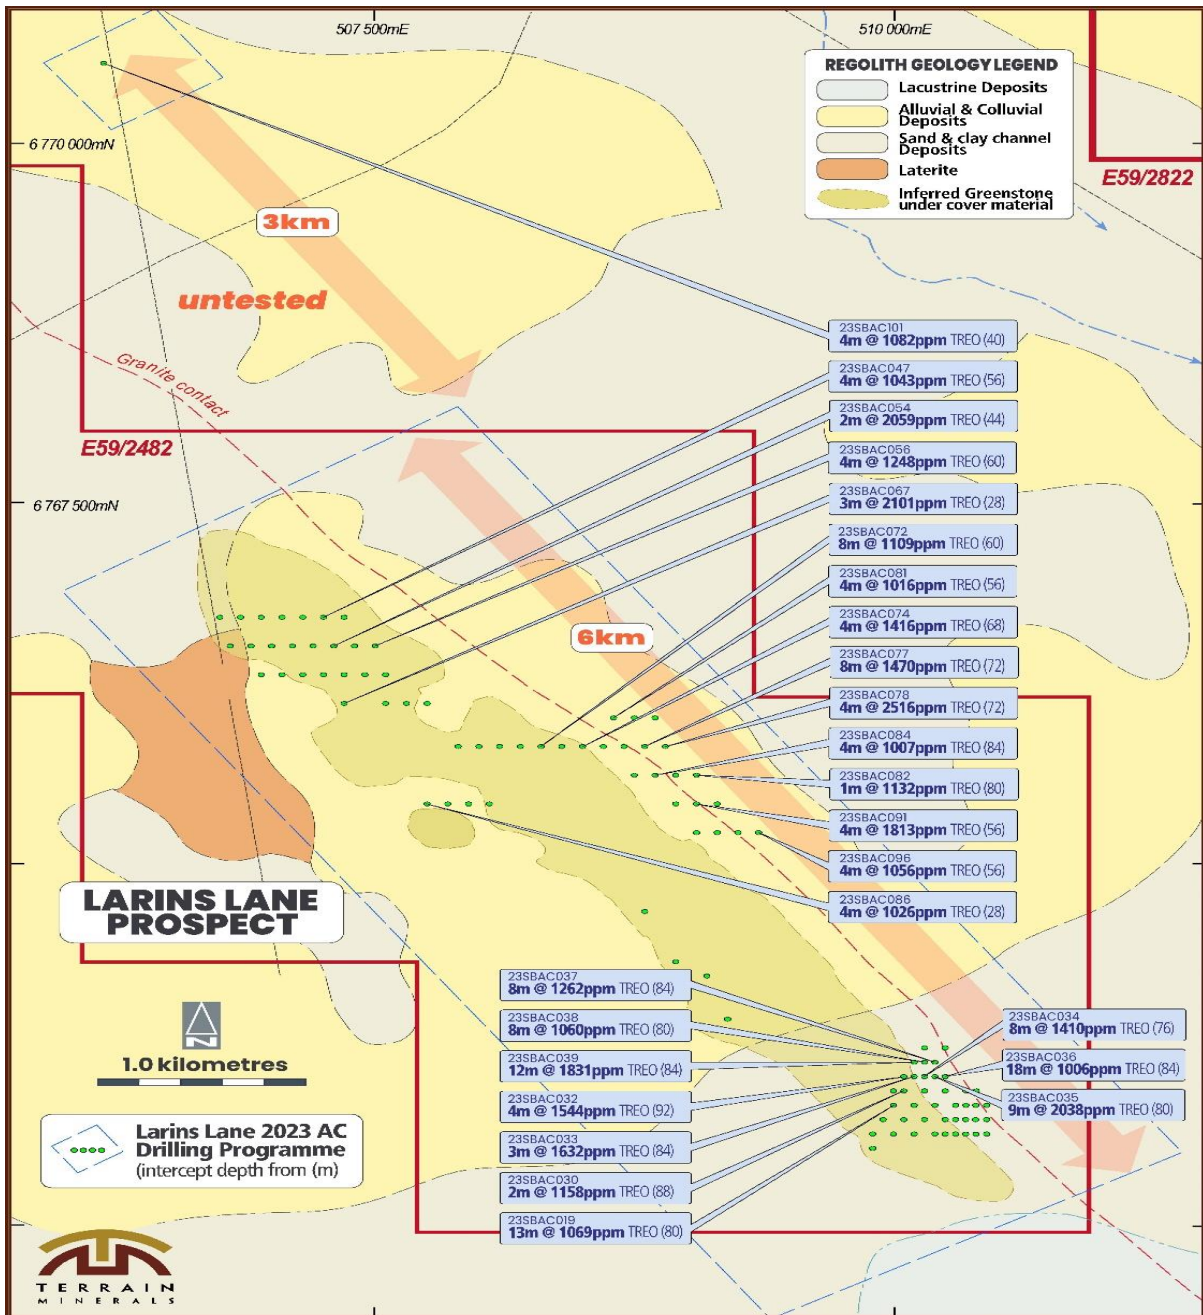 507 500mE
510 000mE
REGOLITH GEOLOGY LEGEND
Lacustrine Deposits
Alluvial & Colluvial
Deposits
Sand & clay channel
Deposits
Laterite
Inferred Greenstone
under cover material
6 770 000mN
E59/2822
3km
untested
Granite contact
E59/2482
6 767 500mN
6km
23SBAC101
4m @ 1082ppm TREO (40)
23SBAC047
4m @ 1043ppm TREO (56)
23SBAC054
2m @ 2059ppm TREO (44)
23SBAC056
4m @ 1248ppm TREO (60)
23SBAC067
3m @ 2101ppm TREO (28)
23SBAC072
8m @ 1109ppm TREO (60)
23SBAC081
4m @ 1016ppm TREO (56)
23SBAC074
4m @ 1416ppm TREO (68)
23SBAC077
8m @ 1470ppm TREO (72)
23SBAC078
4m @ 2516ppm TREO (72)
23SBAC084
4m @ 1007ppm TREO (84)
23SBAC082
1m @ 1132ppm TREO (80)
23SBAC091
4m @ 1813ppm TREO (56)
23SBAC096
4m @ 1056ppm TREO (56)
23SBAC086
4m @ 1026ppm TREO (28)
LARINS LANE
PROSPECT
23SBAC037
8m @ 1262ppm TREO (84)
23SBAC038
8m @ 1060ppm TREO (80)
23SBAC039
12m @ 1831ppm TREO (84)
23SBAC032
4m @ 1544ppm TREO (92)
23SBAC033
3m @ 1632ppm TREO (84)
23SBAC030
2m @ 1158ppm TREO (88)
23SBAC019
13m @ 1069ppm TREO (80)
23SBAC034
8m @ 1410ppm TREO (76)
23SBAC036
18m @ 1006ppm TREO (84)
23SBAC035
9m @ 2038ppm TREO (80)
N
1.0 kilometres
Larins Lane 2023 AC
Drilling Programme
(intercept depth from (m)
TERRAIN
MINERALS